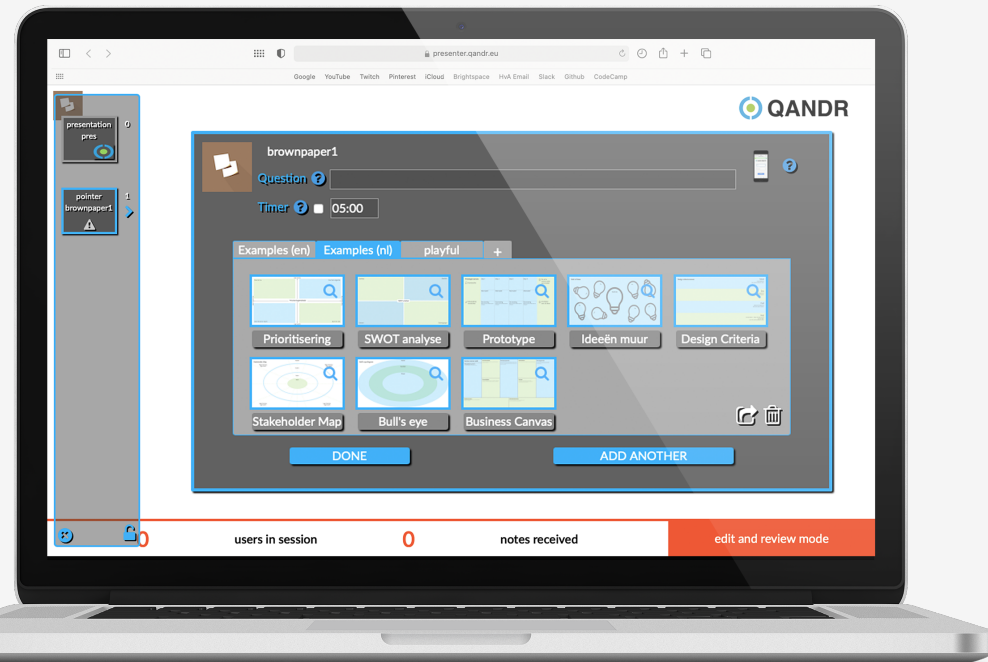 presenter.qandr.eu
Google YouTube Twitch Pinterest iCloud Brightspace HvA Email Slack Github CodeCamp
QANDR
presentation
pres
0
pointer
brownpaper1
1
brownpaper1
Question ?
Timer ? 05:00
?
Examples (en) Examples (nl) playful +
Prioritisering SWOT analyse Prototype Ideeën muur Design Criteria
Stakeholder Map Bull's eye Business Canvas
DONE ADD ANOTHER
0 users in session 0 notes received edit and review mode